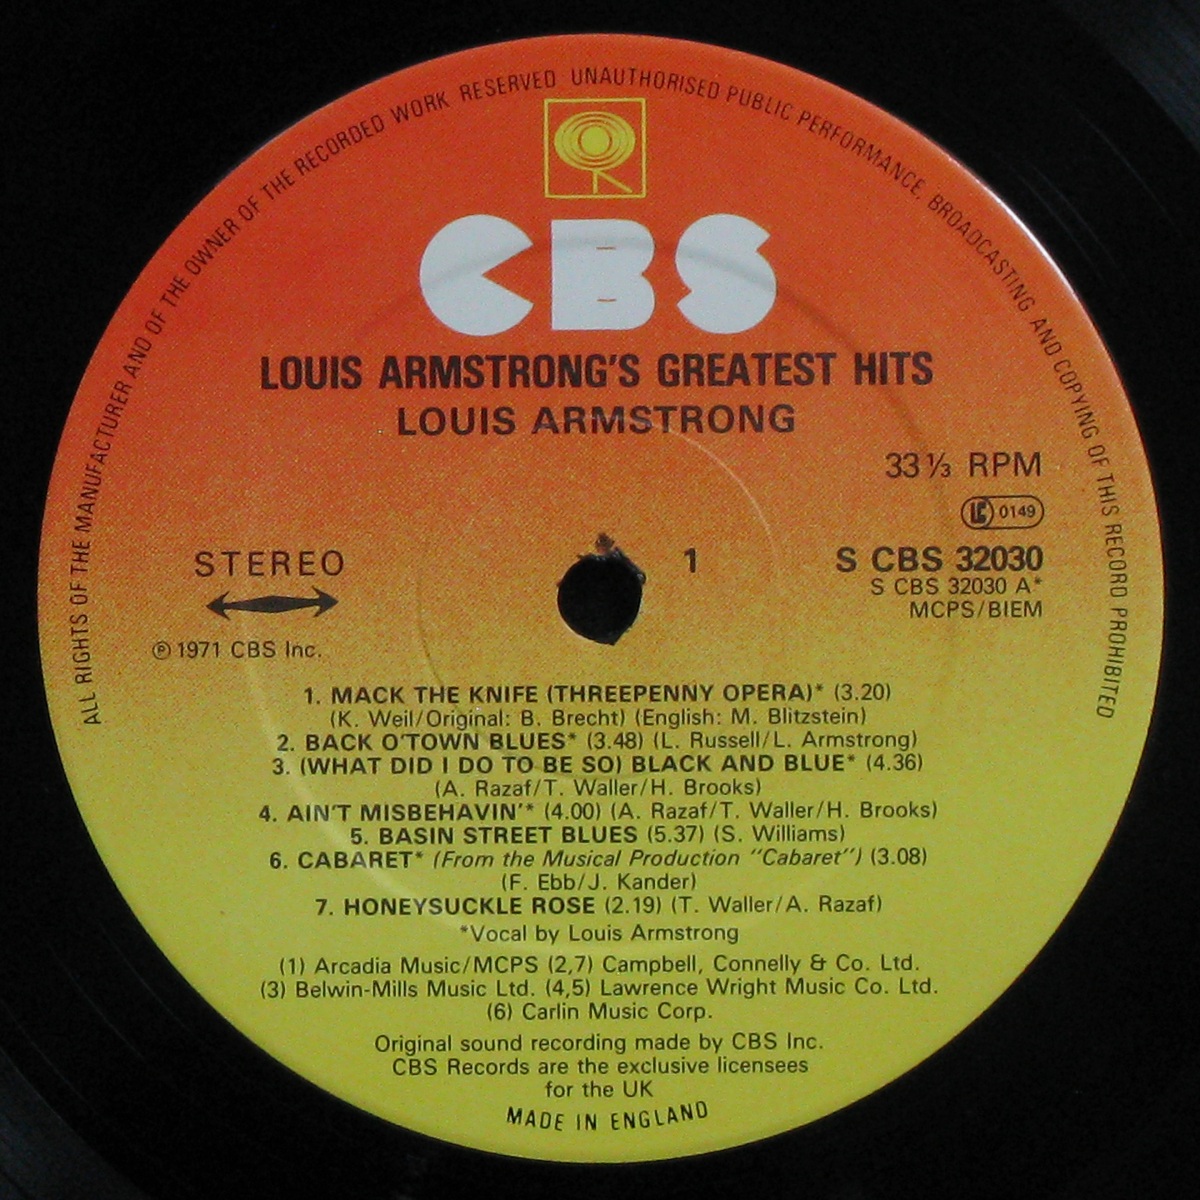 ALL RIGHTS OF THE MANUFACTURER AND OF THE OWNER OF THE RECORDED WORK RESERVED UNAUTHORISED PUBLIC PERFORMANCE, BROADCASTING AND COPYING OF THIS RECORD PROHIBITED
CBS
LOUIS ARMSTRONG'S GREATEST HITS
LOUIS ARMSTRONG
33⅓ RPM
LC 0149
STEREO
1
S CBS 32030
S CBS 32030 A*
MCPS/BIEM
℗ 1971 CBS Inc.
1. MACK THE KNIFE (THREEPENNY OPERA)* (3.20)
(K. Weil/Original: B. Brecht) (English: M. Blitzstein)
2. BACK O'TOWN BLUES* (3.48) (L. Russell/L. Armstrong)
3. (WHAT DID I DO TO BE SO) BLACK AND BLUE* (4.36)
(A. Razaf/T. Waller/H. Brooks)
4. AIN'T MISBEHAVIN'* (4.00) (A. Razaf/T. Waller/H. Brooks)
5. BASIN STREET BLUES (5.37) (S. Williams)
6. CABARET* (From the Musical Production "Cabaret") (3.08)
(F. Ebb/J. Kander)
7. HONEYSUCKLE ROSE (2.19) (T. Waller/A. Razaf)
*Vocal by Louis Armstrong
(1) Arcadia Music/MCPS (2,7) Campbell, Connelly & Co. Ltd.
(3) Belwin-Mills Music Ltd. (4,5) Lawrence Wright Music Co. Ltd.
(6) Carlin Music Corp.
Original sound recording made by CBS Inc.
CBS Records are the exclusive licensees
for the UK
MADE IN ENGLAND